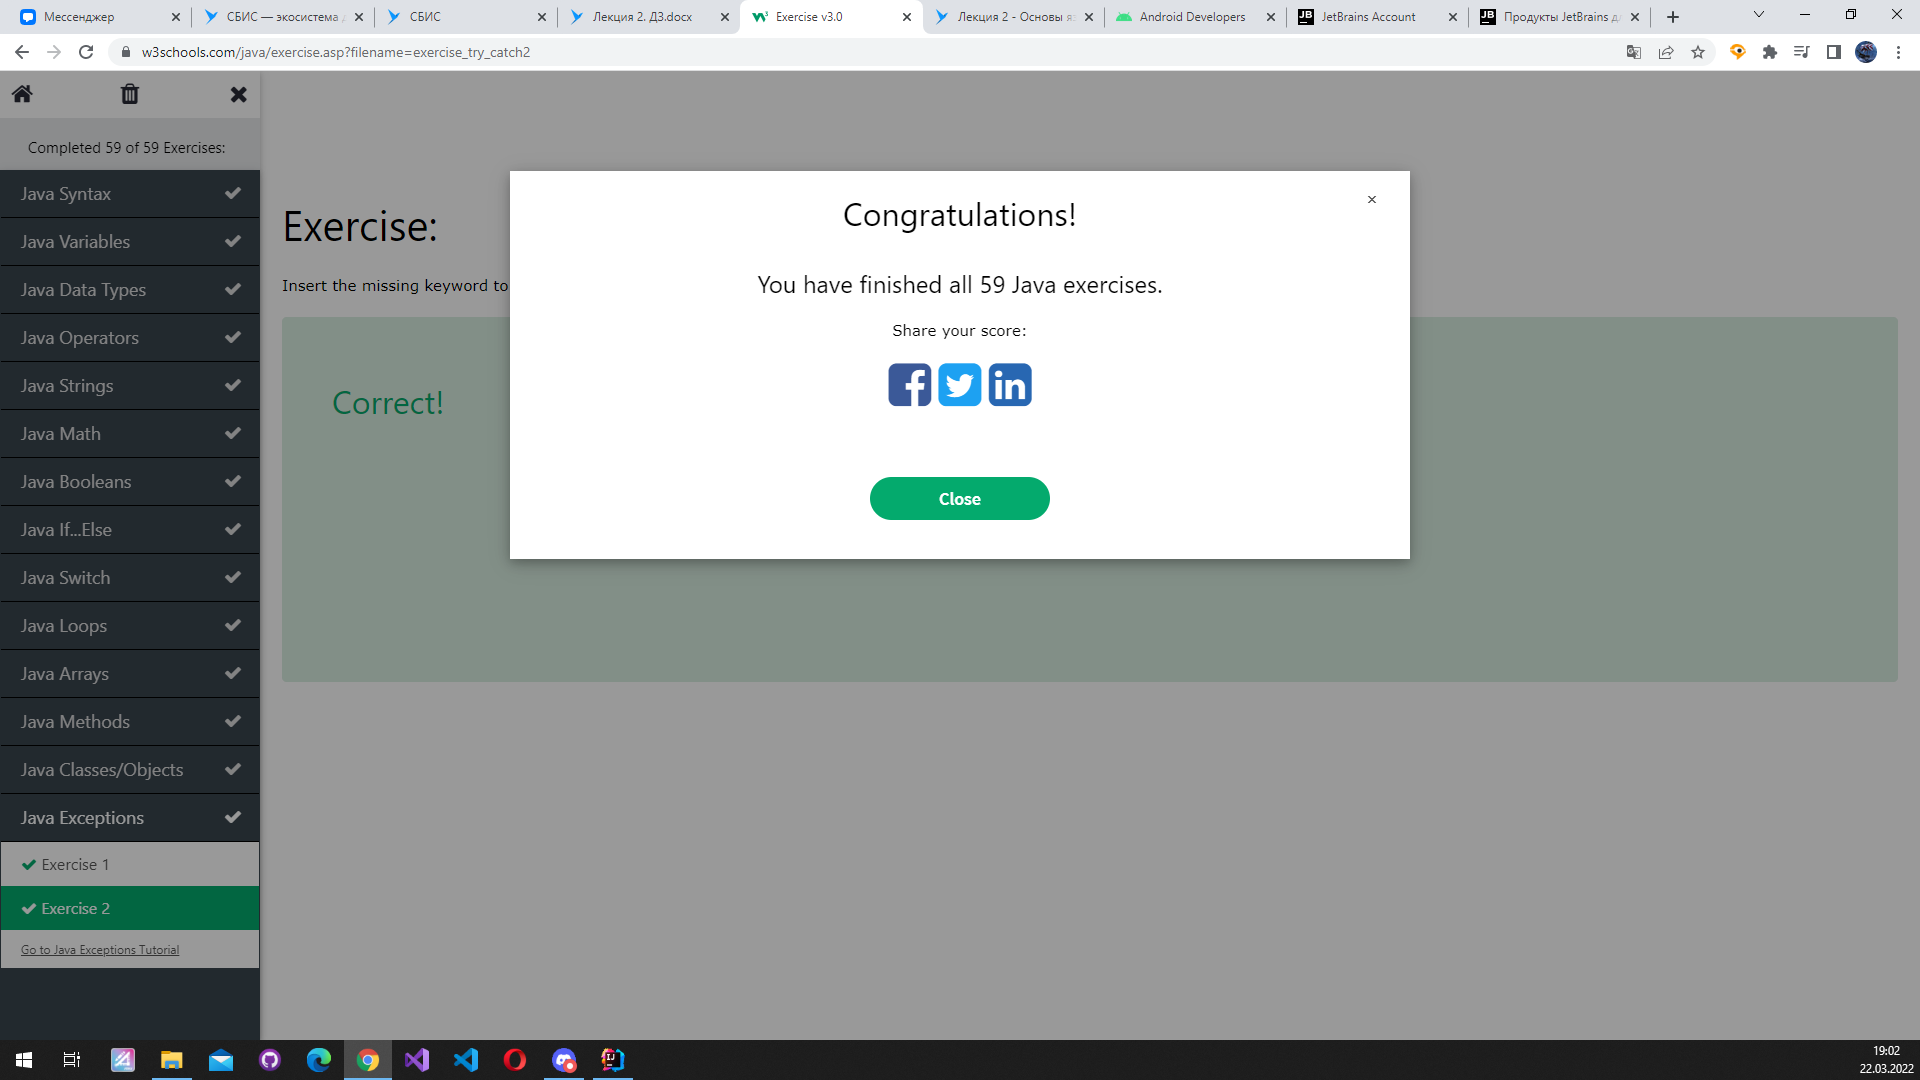 Мессенджер
СБИС — экосистема
СБИС
Лекция 2. ДЗ.docx
Exercise v3.0
Лекция 2 - Основы
Android Developers
JetBrains Account
Продукты JetBrains
w3schools.com/java/exercise.asp?filename=exercise_try_catch2
Completed 59 of 59 Exercises:
Java Syntax
Java Variables
Java Data Types
Java Operators
Java Strings
Java Math
Java Booleans
Java If...Else
Java Switch
Java Loops
Java Arrays
Java Methods
Java Classes/Objects
Java Exceptions
Exercise 1
Exercise 2
Go to Java Exceptions Tutorial
Exercise:
Insert the missing keyword to
Correct!
Congratulations!
You have finished all 59 Java exercises.
Share your score:
Close
19:02
22.03.2022